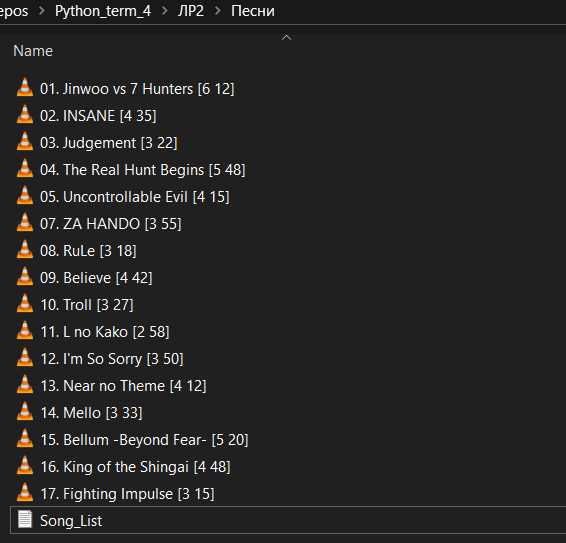 epos > Python_term_4 > ЛР2 > Песни
Name
01. Jinwoo vs 7 Hunters [6 12]
02. INSANE [4 35]
03. Judgement [3 22]
04. The Real Hunt Begins [5 48]
05. Uncontrollable Evil [4 15]
07. ZA HANDO [3 55]
08. RuLe [3 18]
09. Believe [4 42]
10. Troll [3 27]
11. L no Kako [2 58]
12. I'm So Sorry [3 50]
13. Near no Theme [4 12]
14. Mello [3 33]
15. Bellum -Beyond Fear- [5 20]
16. King of the Shingai [4 48]
17. Fighting Impulse [3 15]
Song_List